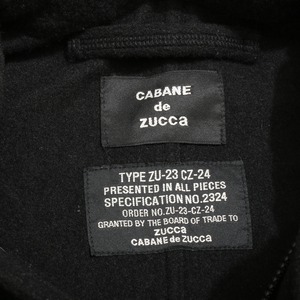 CABANE
de
zucca
TYPE ZU-23 CZ-24
PRESENTED IN ALL PIECES
SPECIFICATION NO.2324
ORDER NO.ZU-23-CZ-24
GRANTED BY THE BOARD OF TRADE TO
zucca
CABANE de zucca